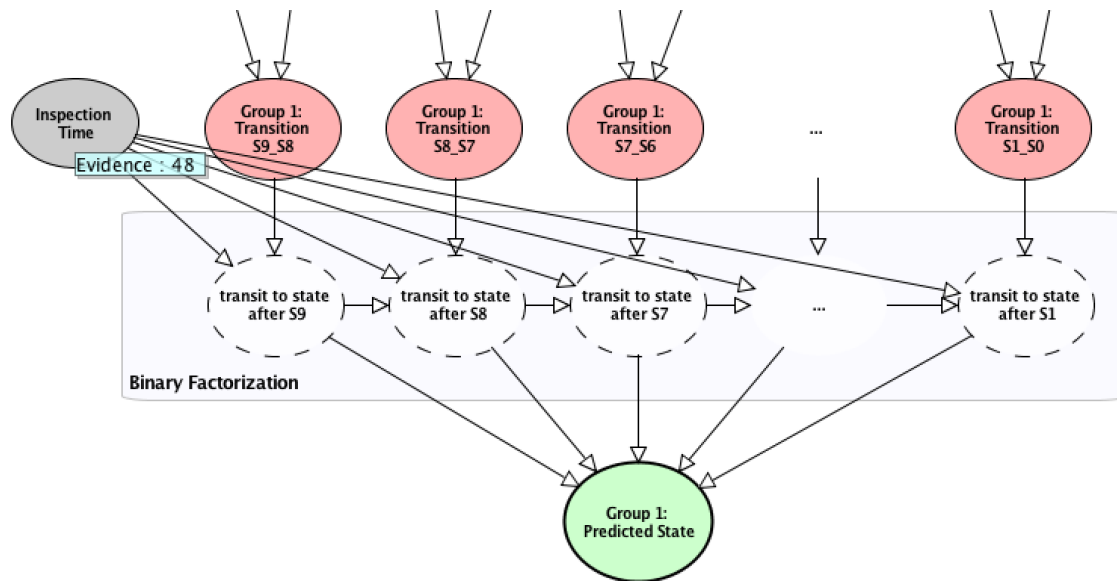 Inspection
Time
Evidence : 48
Group 1:
Transition
S9_S8
Group 1:
Transition
S8_S7
Group 1:
Transition
S7_S6
...
Group 1:
Transition
S1_S0
transit to state
after S9
transit to state
after S8
transit to state
after S7
...
transit to state
after S1
Binary Factorization
Group 1:
Predicted State